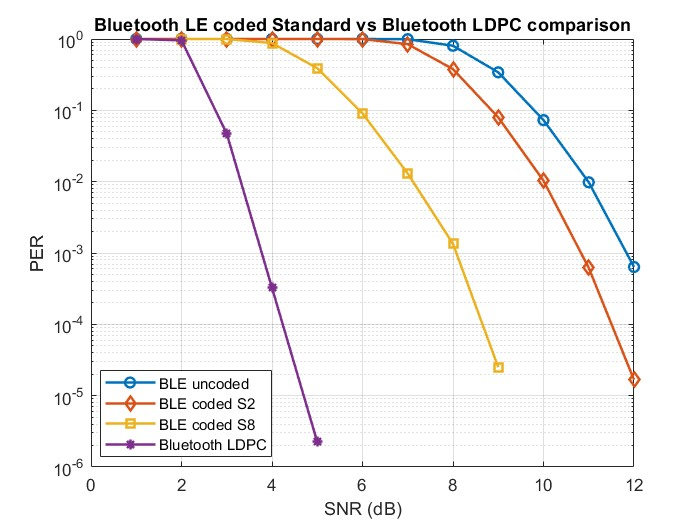 Bluetooth LE coded Standard vs Bluetooth LDPC comparison
10^0
10^-1
10^-2
10^-3
10^-4
10^-5
10^-6
PER
BLE uncoded
BLE coded S2
BLE coded S8
Bluetooth LDPC
0 2 4 6 8 10 12
SNR (dB)